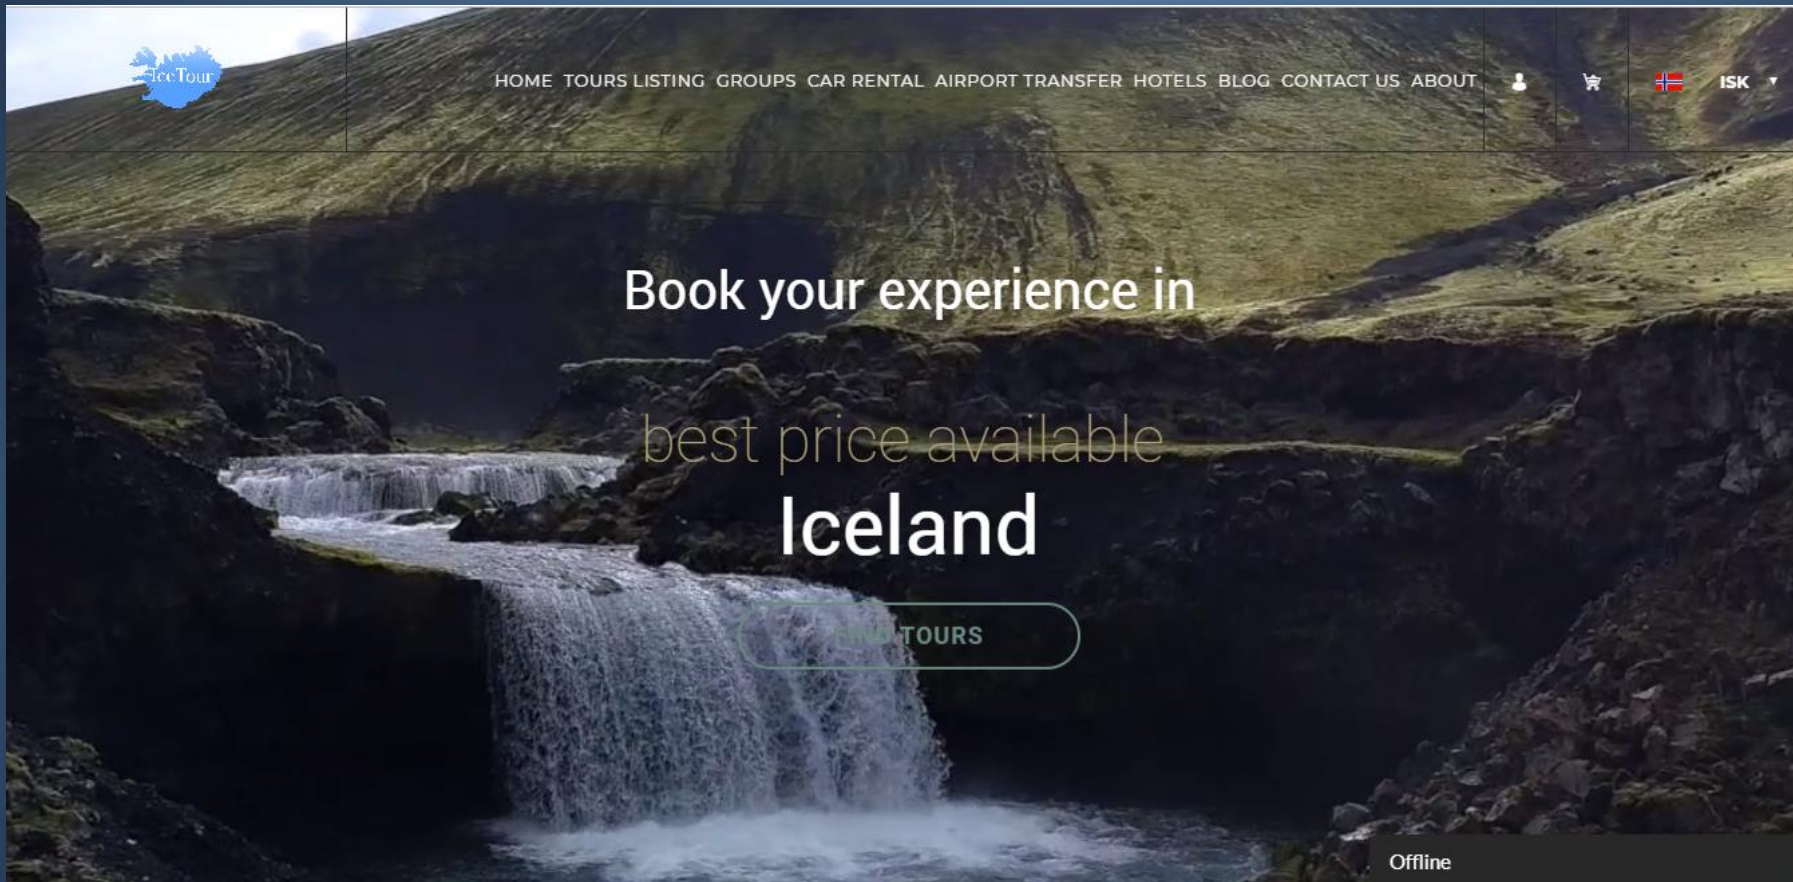 IceTour
HOME TOURS LISTING GROUPS CAR RENTAL AIRPORT TRANSFER HOTELS BLOG CONTACT US ABOUT ISK
Book your experience in
best price available
Iceland
FIND TOURS
Offline